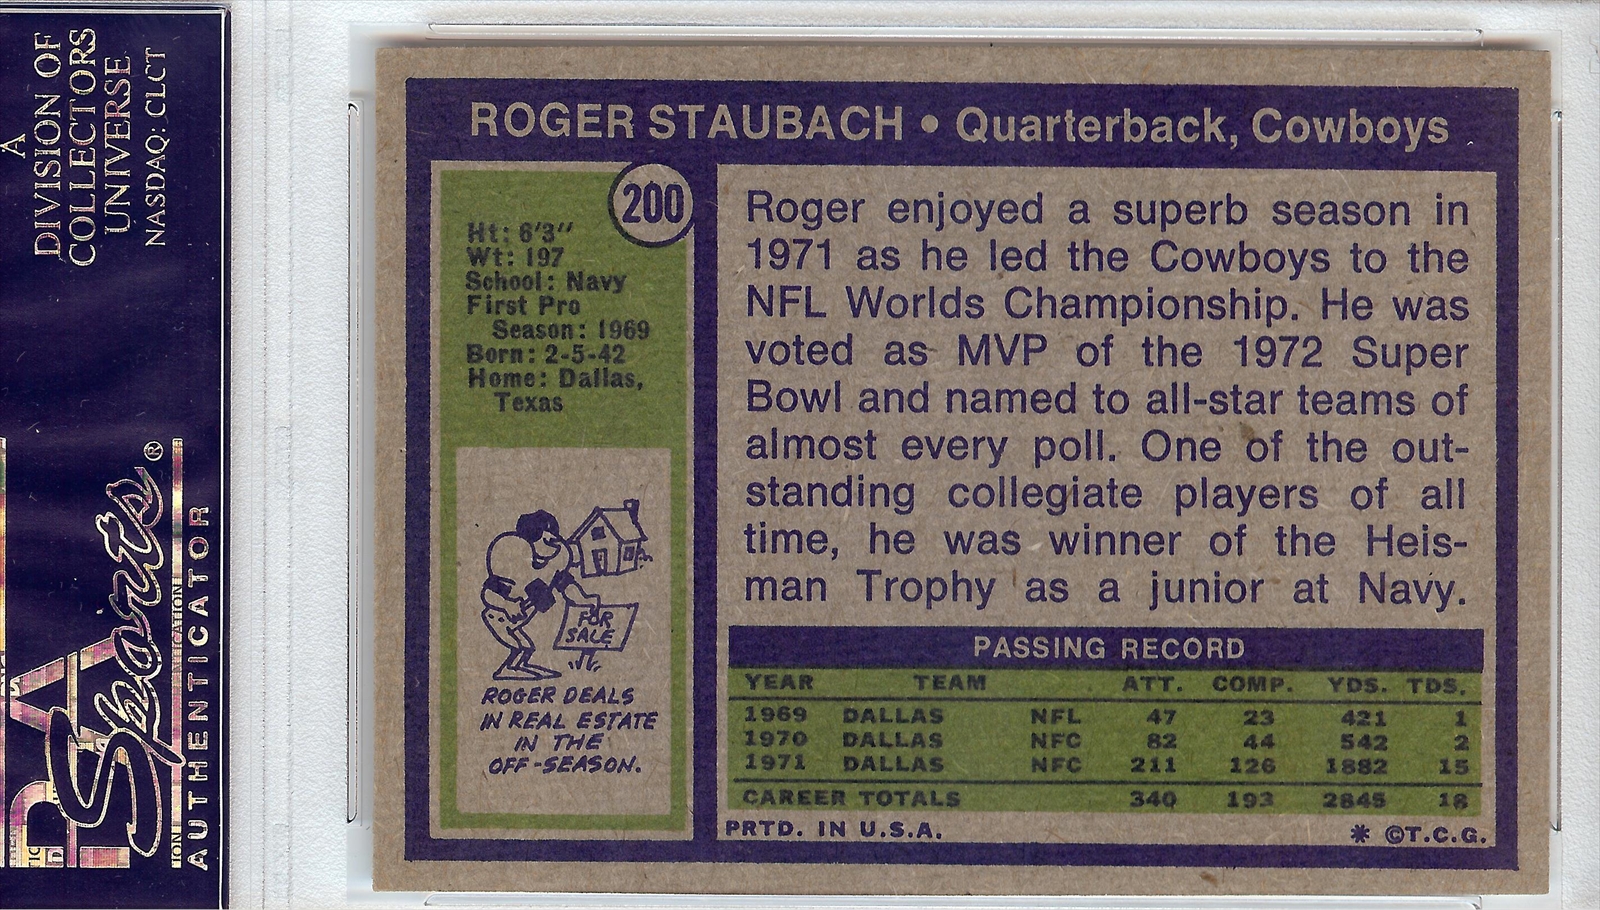 A
DIVISION OF
COLLECTORS
UNIVERSE
NASDAQ: CLCT
PSA
Sports®
AUTHENTICATOR
ROGER STAUBACH • Quarterback, Cowboys
200
Ht: 6'3"
Wt: 197
School: Navy
First Pro
Season: 1969
Born: 2-5-42
Home: Dallas,
Texas
FOR
SALE
ROGER DEALS
IN REAL ESTATE
IN THE
OFF-SEASON.
Roger enjoyed a superb season in
1971 as he led the Cowboys to the
NFL Worlds Championship. He was
voted as MVP of the 1972 Super
Bowl and named to all-star teams of
almost every poll. One of the out-
standing collegiate players of all
time, he was winner of the Heis-
man Trophy as a junior at Navy.
PASSING RECORD
YEAR TEAM ATT. COMP. YDS. TDS.
1969 DALLAS NFL 47 23 421 1
1970 DALLAS NFC 82 44 542 2
1971 DALLAS NFC 211 126 1882 15
CAREER TOTALS 340 193 2845 18
PRTD. IN U.S.A. * ©T.C.G.